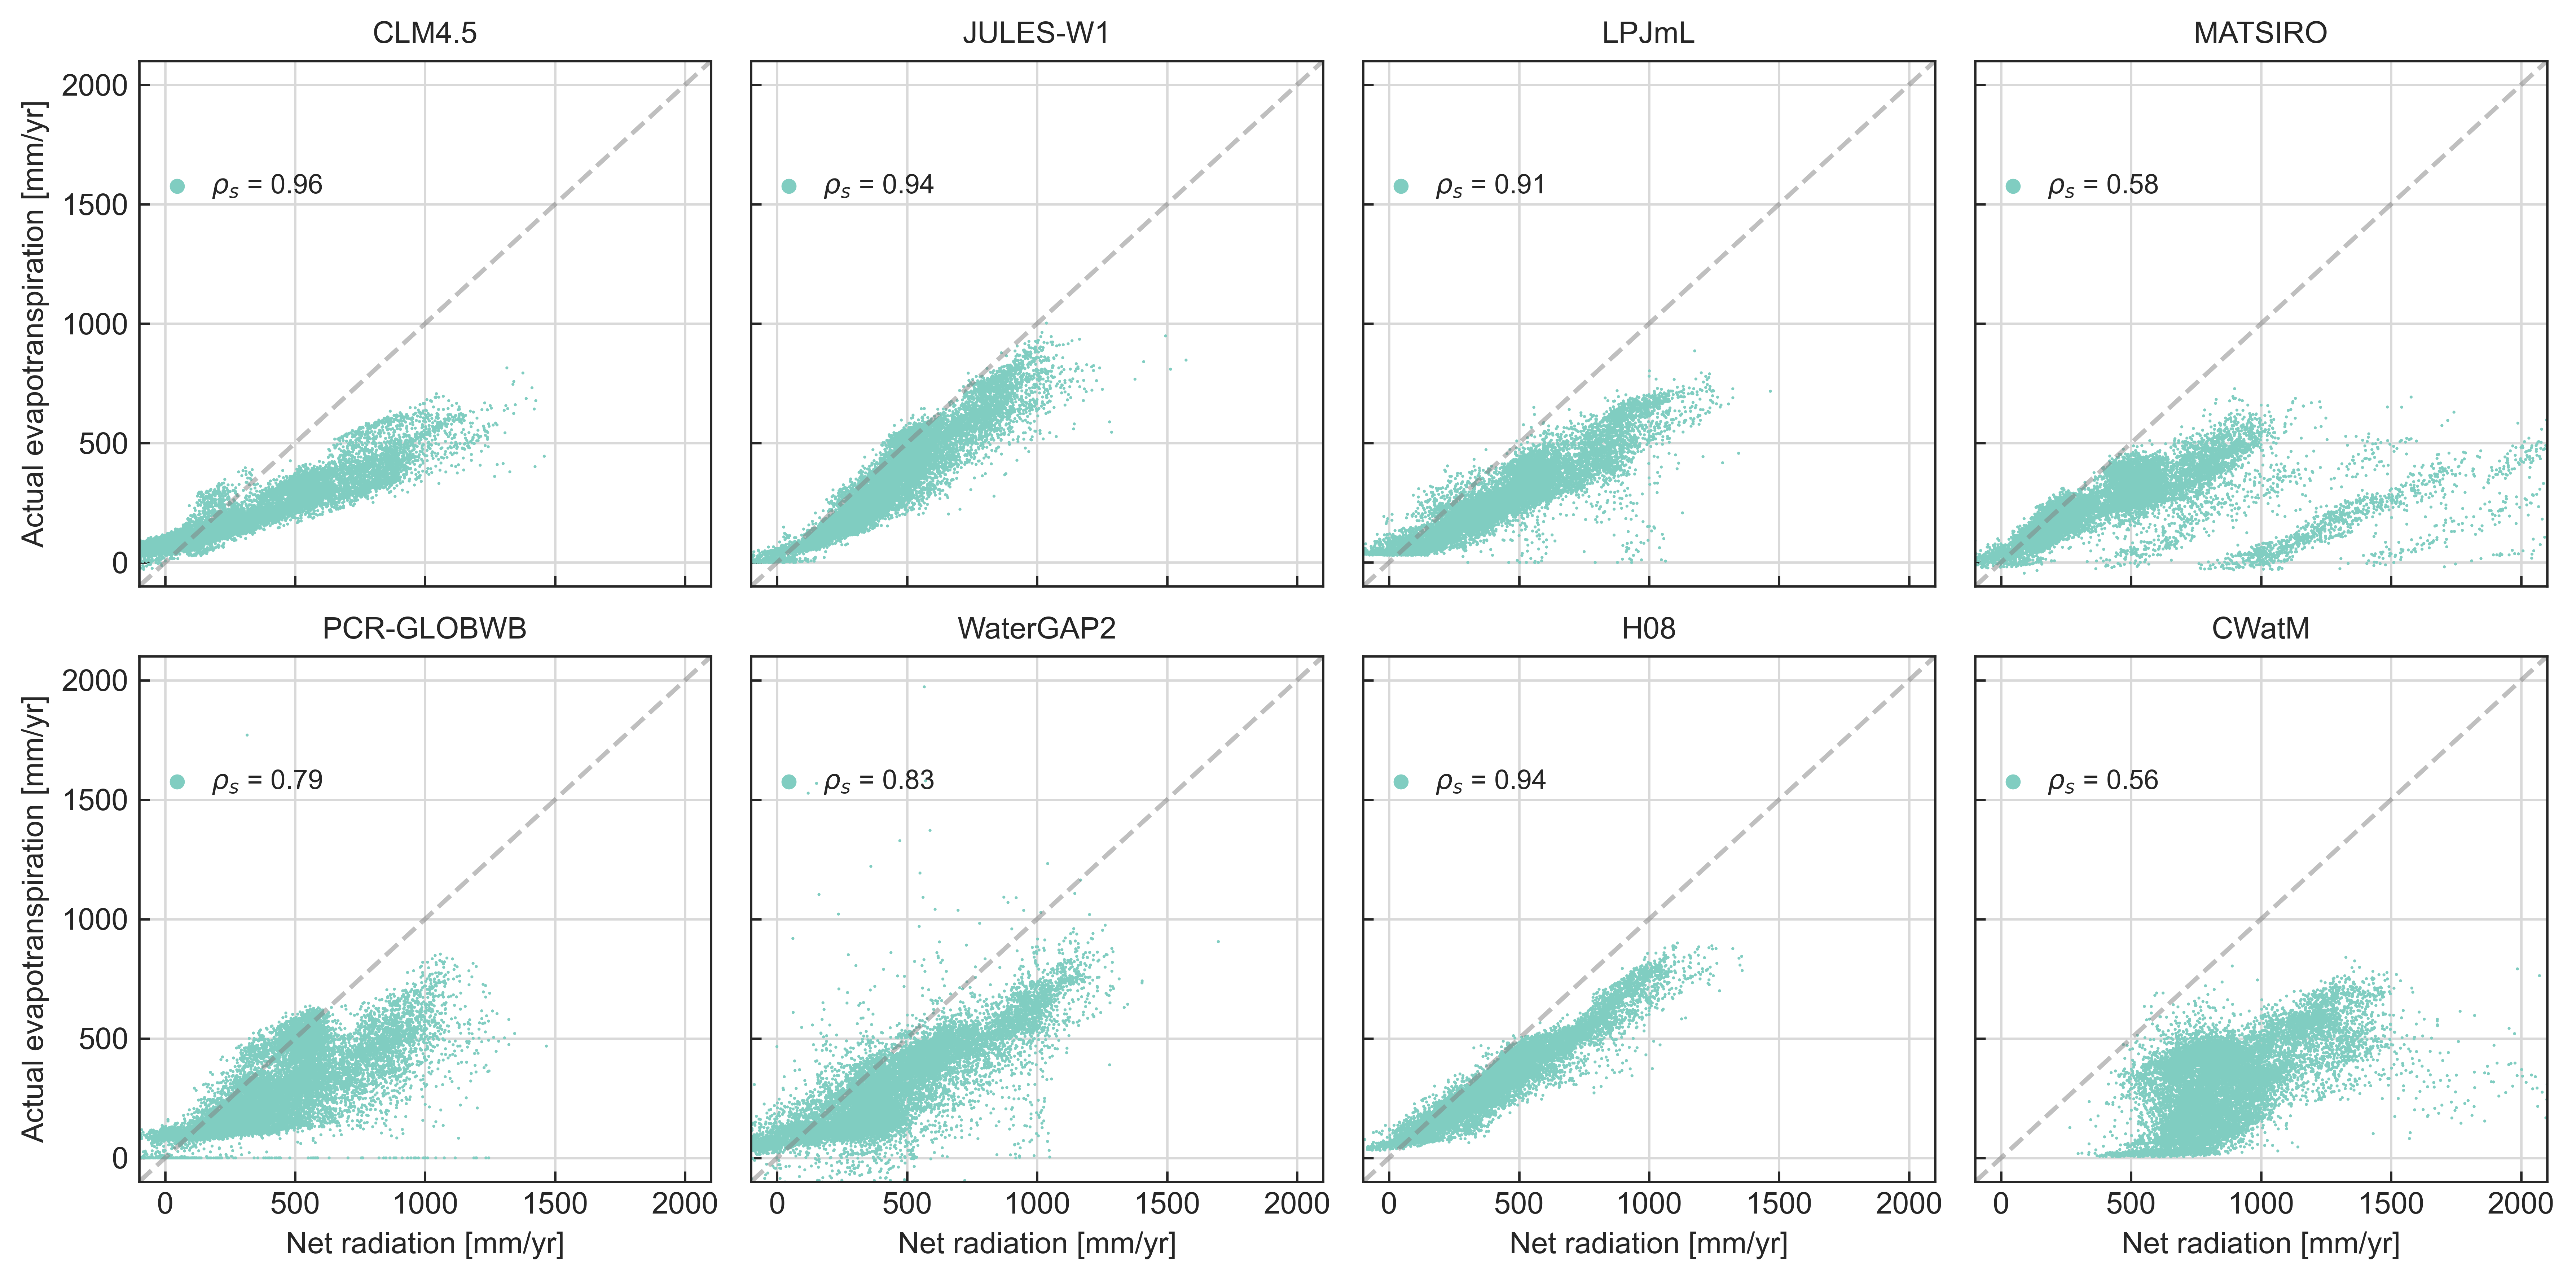 CLM4.5 JULES-W1 LPJmL MATSIRO
Actual evapotranspiration [mm/yr]
2000
1500
1000
500
0
ρs = 0.96 ρs = 0.94 ρs = 0.91 ρs = 0.58
PCR-GLOBWB WaterGAP2 H08 CWatM
Actual evapotranspiration [mm/yr]
2000
1500
1000
500
0
ρs = 0.79 ρs = 0.83 ρs = 0.94 ρs = 0.56
0 500 1000 1500 2000 0 500 1000 1500 2000 0 500 1000 1500 2000 0 500 1000 1500 2000
Net radiation [mm/yr] Net radiation [mm/yr] Net radiation [mm/yr] Net radiation [mm/yr]